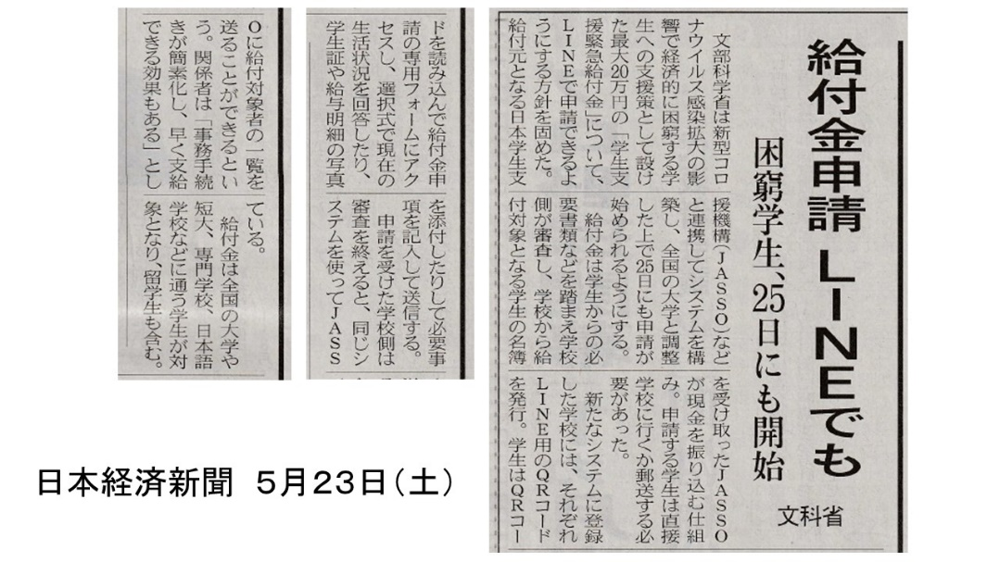 給付金申請 LINEでも
困窮学生、25日にも開始
文科省
文部科学省は新型コロ
ナウイルス感染拡大の影
響で経済的に困窮する学
生への支援策として設け
た最大20万円の「学生支
援緊急給付金」について、
LINEで申請できるよ
うにする方針を固めた。
給付元となる日本学生支
援機構（JASSO）など
と連携してシステムを構
築し、全国の大学と調整
した上で25日にも申請が
始められるようにする。
給付金は学生からの必
要書類などを踏まえ学校
側が審査し、学校から給
付対象となる学生の名簿
を受け取ったJASSO
が現金を振り込む仕組
み。申請する学生は直接
学校に行くか郵送する必
要があった。
新たなシステムに登録
した学校には、それぞれ
LINE用のQRコード
を発行。学生はQRコー
ドを読み込んで給付金申
請の専用フォームにアク
セスし、選択式で現在の
生活状況を回答したり、
学生証や給与明細の写真
を添付したりして必要事
項を記入して送信する。
申請を受けた学校側は
審査を終えると、同じシ
ステムを使ってJASS
Oに給付対象者の一覧を
送ることができるとい
う。関係者は「事務手続
きが簡素化し、早く支給
できる効果もある」とし
ている。
給付金は全国の大学や
短大、専門学校、日本語
学校などに通う学生が対
象となり、留学生も含む。
日本経済新聞　５月２３日（土）